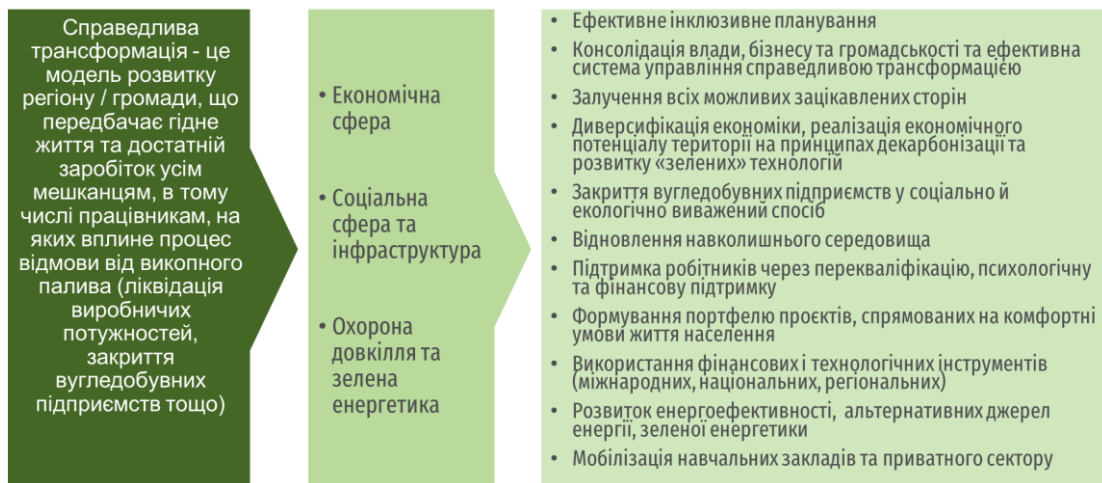 Справедлива
трансформація - це
модель розвитку
регіону / громади, що
передбачає гідне
життя та достатній
заробіток усім
мешканцям, в тому
числі працівникам, на
яких вплине процес
відмови від викопного
палива (ліквідація
виробничих
потужностей,
закриття
вугледобувних
підприємств тощо)
• Економічна
сфера
• Соціальна
сфера та
інфраструктура
• Охорона
довкілля та
зелена
енергетика
• Ефективне інклюзивне планування
• Консолідація влади, бізнесу та громадськості та ефективна
система управління справедливою трансформацією
• Залучення всіх можливих зацікавлених сторін
• Диверсифікація економіки, реалізація економічного
потенціалу території на принципах декарбонізації та
розвитку «зелених» технологій
• Закриття вугледобувних підприємств у соціально й
екологічно виважений спосіб
• Відновлення навколишнього середовища
• Підтримка робітників через перекваліфікацію, психологічну
та фінансову підтримку
• Формування портфелю проєктів, спрямованих на комфортні
умови життя населення
• Використання фінансових і технологічних інструментів
(міжнародних, національних, регіональних)
• Розвиток енергоефективності, альтернативних джерел
енергії, зеленої енергетики
• Мобілізація навчальних закладів та приватного сектору